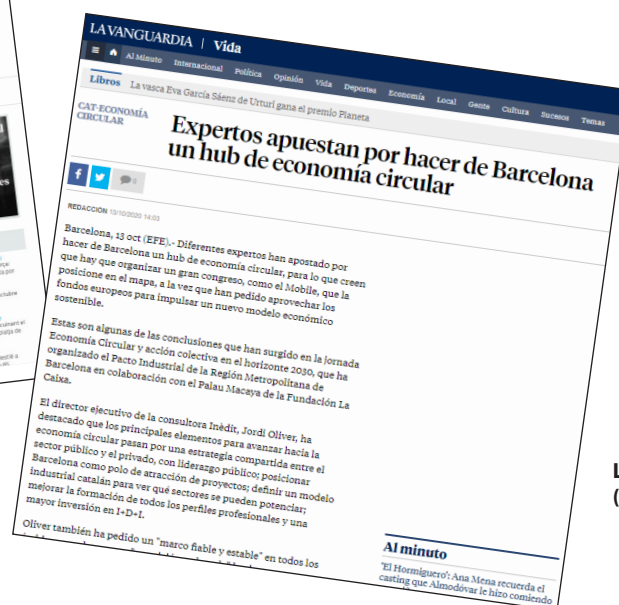 LA VANGUARDIA | Vida
Al Minuto Internacional Política Opinión Vida Deportes Economía Local Gente Cultura Sucesos Temas
Libros La vasca Eva García Sáenz de Urturi gana el premio Planeta
CAT-ECONOMÍA
CIRCULAR
Expertos apuestan por hacer de Barcelona
un hub de economía circular
REDACCIÓN 13/10/2020 14:03
Barcelona, 13 oct (EFE).- Diferentes expertos han apostado por
hacer de Barcelona un hub de economía circular, para lo que creen
que hay que organizar un gran congreso, como el Mobile, que la
posicione en el mapa, a la vez que han pedido aprovechar los
fondos europeos para impulsar un nuevo modelo económico
sostenible.
Estas son algunas de las conclusiones que han surgido en la jornada
Economía Circular y acción colectiva en el horizonte 2030, que ha
organizado el Pacto Industrial de la Región Metropolitana de
Barcelona en colaboración con el Palau Macaya de la Fundación La
Caixa.
El director ejecutivo de la consultora Inèdit, Jordi Oliver, ha
destacado que los principales elementos para avanzar hacia la
economía circular pasan por una estrategia compartida entre el
sector público y el privado, con liderazgo público; posicionar
Barcelona como polo de atracción de proyectos; definir un modelo
industrial catalán para ver qué sectores se pueden potenciar;
mejorar la formación de todos los perfiles profesionales y una
mayor inversión en I+D+I.
Oliver también ha pedido un "marco fiable y estable" en todos los
Al minuto
'El Hormiguero': Ana Mena recuerda el
casting que Almodóvar le hizo comiendo
L
(